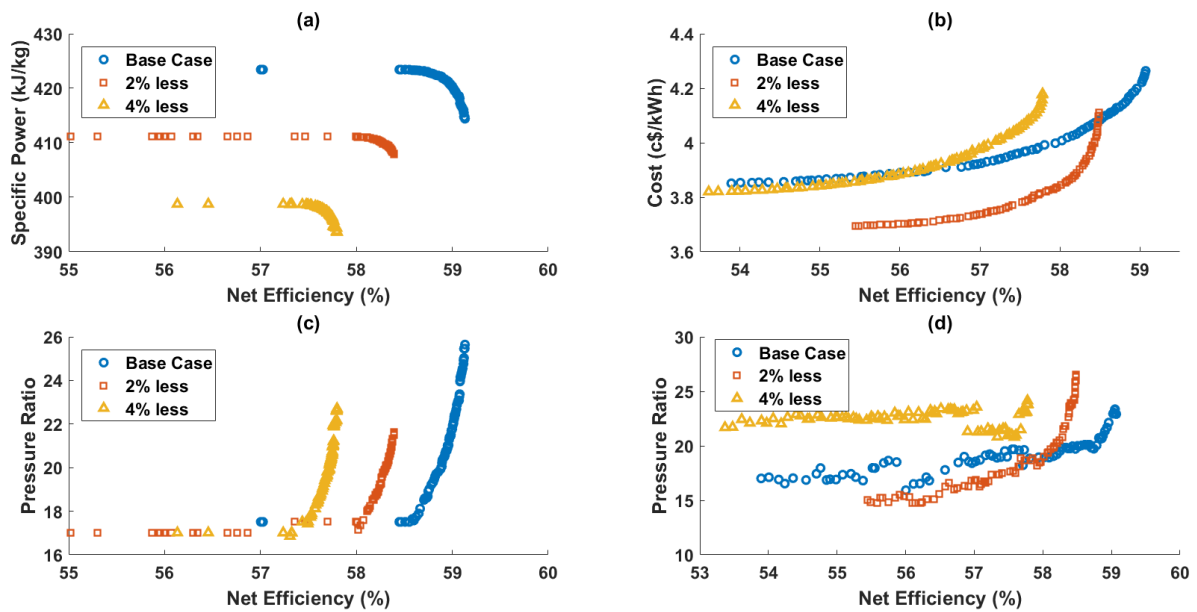 (a)
Specific Power (kJ/kg)
430
420
410
400
390
Base Case
2% less
4% less
55 56 57 58 59 60
Net Efficiency (%)
(b)
Cost (c$/kWh)
4.4
4.2
4
3.8
3.6
Base Case
2% less
4% less
54 55 56 57 58 59
Net Efficiency (%)
(c)
Pressure Ratio
26
24
22
20
18
16
Base Case
2% less
4% less
55 56 57 58 59 60
Net Efficiency (%)
(d)
Pressure Ratio
30
25
20
15
10
Base Case
2% less
4% less
53 54 55 56 57 58 59 60
Net Efficiency (%)